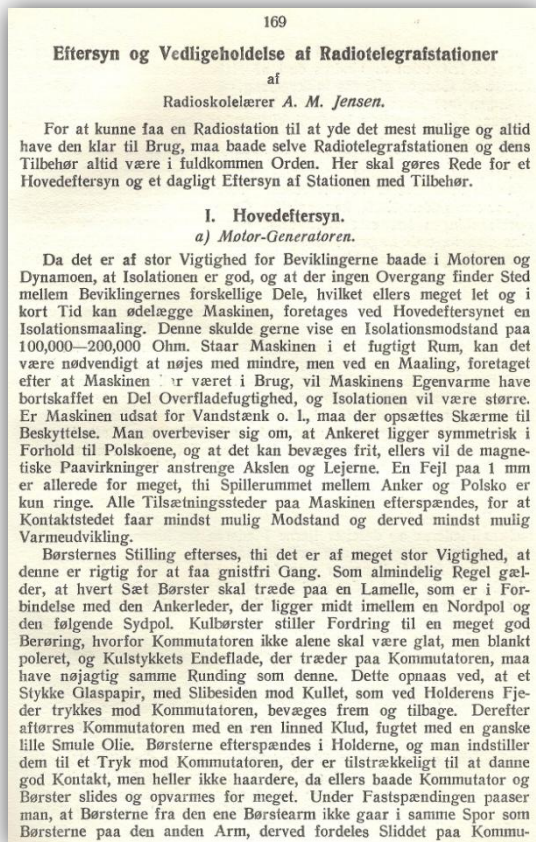 169
Eftersyn og Vedligeholdelse af Radiotelegrafstationer
af
Radioskolelærer A. M. Jensen.
For at kunne faa en Radiostation til at yde det mest mulige og altid
have den klar til Brug, maa baade selve Radiotelegrafstationen og dens
Tilbehør altid være i fuldkommen Orden. Her skal gøres Rede for et
Hovedeftersyn og et dagligt Eftersyn af Stationen med Tilbehør.
I. Hovedeftersyn.
a) Motor-Generatoren.
Da det er af stor Vigtighed for Beviklingerne baade i Motoren og
Dynamoen, at Isolationen er god, og at der ingen Overgang finder Sted
mellem Beviklingernes forskellige Dele, hvilket ellers meget let og i
kort Tid kan ødelægge Maskinen, foretages ved Hovedeftersynet en
Isolationsmaaling. Denne skulde gerne vise en Isolationsmodstand paa
100,000—200,000 Ohm. Staar Maskinen i et fugtigt Rum, kan det
være nødvendigt at nøjes med mindre, men ved en Maaling, foretaget
efter at Maskinen været i Brug, vil Maskinens Egenvarme have
bortskaffet en Del Overfladefugtighed, og Isolationen vil være større.
Er Maskinen udsat for Vandstænk o. l., maa der opsættes Skærme til
Beskyttelse. Man overbeviser sig om, at Ankeret ligger symmetrisk i
Forhold til Polskoene, og at det kan bevæges frit, ellers vil de magne-
tiske Paavirkninger anstrenge Akslen og Lejerne. En Fejl paa 1 mm
er allerede for meget, thi Spillerummet mellem Anker og Polsko er
kun ringe. Alle Tilsætningssteder paa Maskinen efterspændes, for at
Kontaktstedet faar mindst mulig Modstand og derved mindst mulig
Varmeudvikling.
Børsternes Stilling efterses, thi det er af meget stor Vigtighed, at
denne er rigtig for at faa gnistfri Gang. Som almindelig Regel gæl-
der, at hvert Sæt Børster skal træde paa en Lamelle, som er i For-
bindelse med den Ankerleder, der ligger midt imellem en Nordpol og
den følgende Sydpol. Kulbørster stiller Fordring til en meget god
Berøring, hvorfor Kommutatoren ikke alene skal være glat, men blankt
poleret, og Kulstykkets Endeflade, der træder paa Kommutatoren, maa
have nøjagtig samme Runding som denne. Dette opnaas ved, at et
Stykke Glaspapir, med Slibesiden mod Kullet, som ved Holderens Fje-
der trykkes mod Kommutatoren, bevæges frem og tilbage. Derefter
aftørres Kommutatoren med en ren linned Klud, fugtet med en ganske
lille Smule Olie. Børsterne efterspændes i Holderne, og man indstiller
dem til et Tryk mod Kommutatoren, der er tilstrækkeligt til at danne
god Kontakt, men heller ikke haardere, da ellers baade Kommutator og
Børster slides og opvarmes for meget. Under Fastspændingen paaser
man, at Børsterne fra den ene Børstearm ikke gaar i samme Spor som
Børsterne paa den anden Arm, derved fordeles Sliddet paa Kommu-